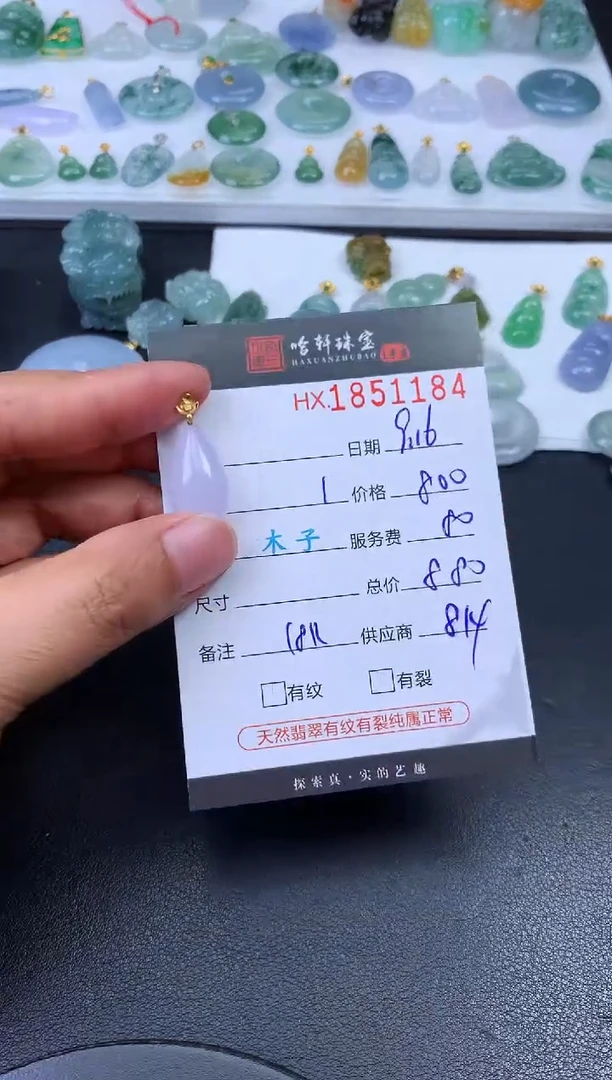 哈轩珠宝
HAXUANZHUBAO
HX.1851184
日期 9.16
1 价格 800
木子 服务费 80
尺寸 总价 880
备注 18K 供应商 814
有纹 有裂
天然翡翠有纹有裂纯属正常
探索真·实的艺趣